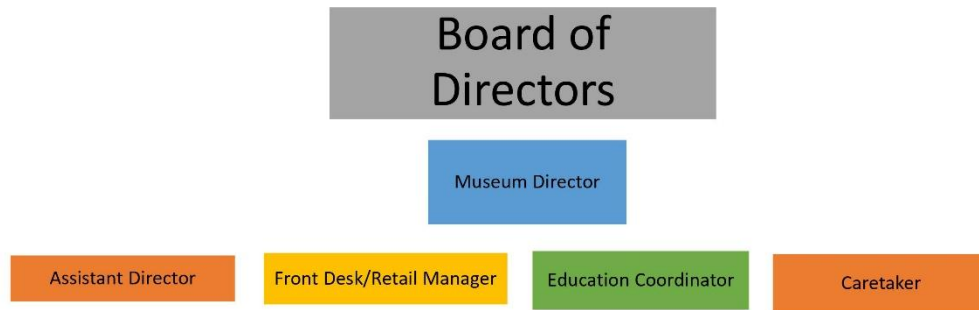 Board of
Directors
Museum Director
Assistant Director
Front Desk/Retail Manager
Education Coordinator
Caretaker